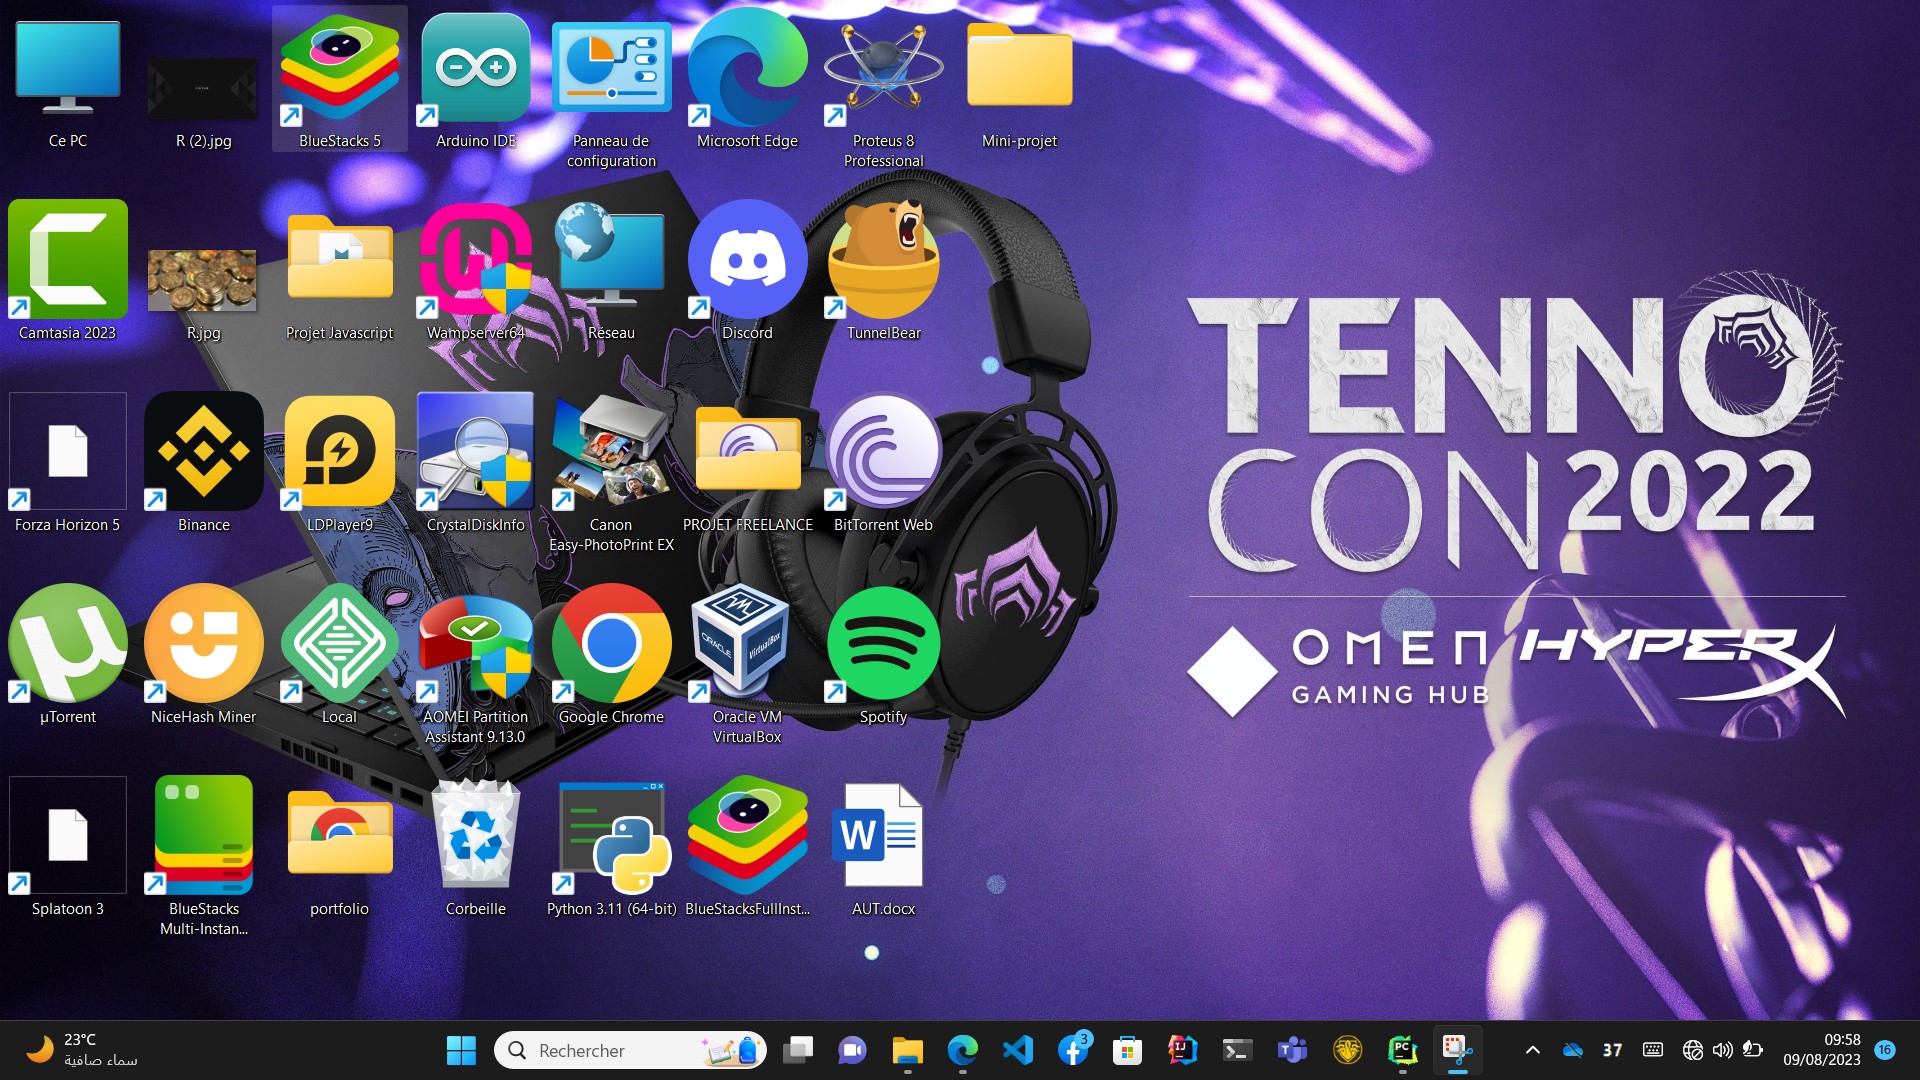 Ce PC
R (2).jpg
BlueStacks 5
Arduino IDE
Panneau de
configuration
Microsoft Edge
Proteus 8
Professional
Mini-projet
Camtasia 2023
R.jpg
Projet Javascript
Wampserver64
Réseau
Discord
TunnelBear
Forza Horizon 5
Binance
LDPlayer9
CrystalDiskInfo
Canon
Easy-PhotoPrint EX
PROJET FREELANCE
BitTorrent Web
µTorrent
NiceHash Miner
Local
AOMEI Partition
Assistant 9.13.0
Google Chrome
ORACLE
VirtualBox
Oracle VM
VirtualBox
Spotify
Splatoon 3
BlueStacks
Multi-Instan...
portfolio
Corbeille
Python 3.11 (64-bit)
BlueStacksFullInst...
W
AUT.docx
TENNO
CON 2022
OMEN
GAMING HUB
HYPERX
23°C
سماء صافية
Rechercher
3
IJ
T
PC
37
09:58
09/08/2023
16